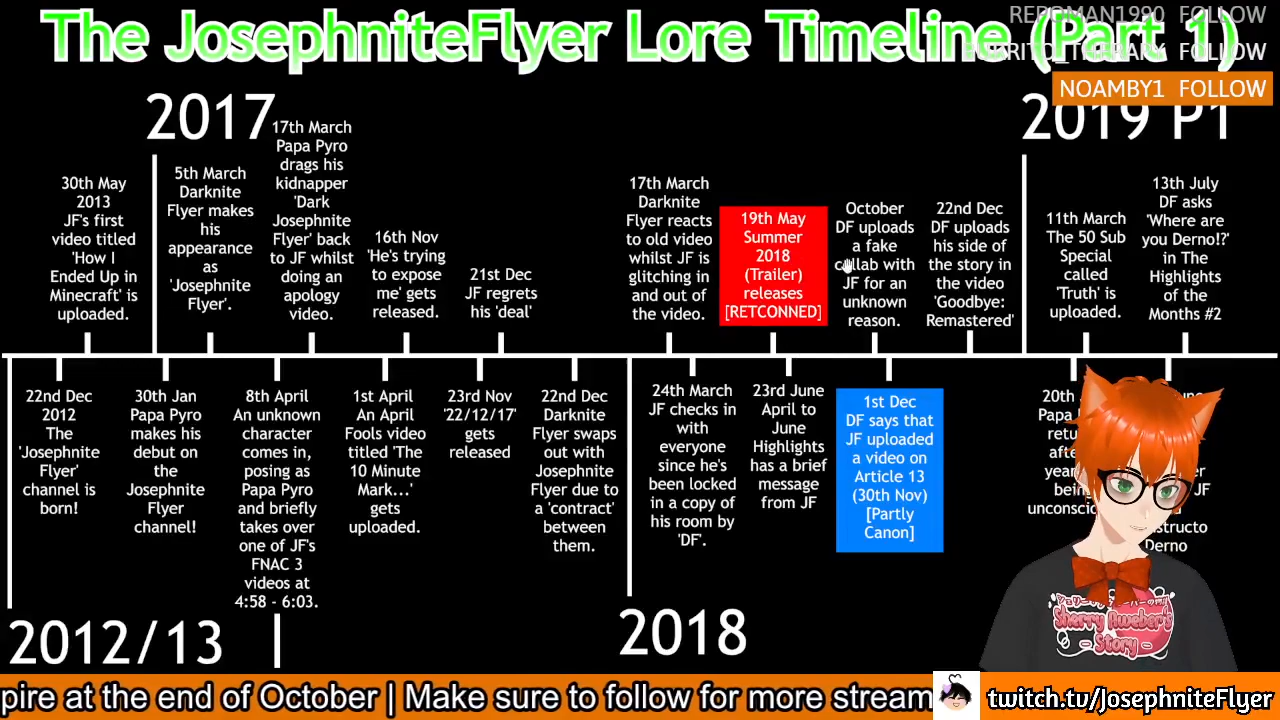 The JosephniteFlyer Lore Timeline (Part 1)
REPOMAN1990 FOLLOW
FOLLOW
NOAMBY1 FOLLOW
2017
2019 P1
30th May
2013
JF's first
video titled
'How I
Ended Up in
Minecraft' is
uploaded.
5th March
Darknite
Flyer makes
his
appearance
as
'Josephnite
Flyer'.
17th March
Papa Pyro
drags his
kidnapper
'Dark
Josephnite
Flyer' back
to JF whilst
doing an
apology
video.
16th Nov
'He's trying
to expose
me' gets
released.
21st Dec
JF regrets
his 'deal'
17th March
Darknite
Flyer reacts
to old video
whilst JF is
glitching in
and out of
the video.
19th May
Summer
2018
(Trailer)
releases
[RETCONNED]
October
DF uploads
a fake
collab with
JF for an
unknown
reason.
22nd Dec
DF uploads
his side of
the story in
the video
'Goodbye:
Remastered'
11th March
The 50 Sub
Special
called
'Truth' is
uploaded.
13th July
DF asks
'Where are
you Derno!?'
in The
Highlights
of the
Months #2
22nd Dec
2012
The
'Josephnite
Flyer'
channel is
born!
30th Jan
Papa Pyro
makes his
debut on
the
Josephnite
Flyer
channel!
8th April
An unknown
character
comes in,
posing as
Papa Pyro
and briefly
takes over
one of JF's
FNAC 3
videos at
4:58 - 6:03.
1st April
An April
Fools video
titled 'The
10 Minute
Mark...'
gets
uploaded.
23rd Nov
'22/12/17'
gets
released
22nd Dec
Darknite
Flyer swaps
out with
Josephnite
Flyer due to
a 'contract'
between
them.
24th March
JF checks in
with
everyone
since he's
been locked
in a copy of
his room by
'DF'.
23rd June
April to
June
Highlights
has a brief
message
from JF
1st Dec
DF says that
JF uploaded
a video on
Article 13
(30th Nov)
[Partly
Canon]
20th
Papa
retu
afte
year
bein
unconsci
JF
structo
Derno
2012/13
2018
Sherry Aweber's
- Story -
pire at the end of October | Make sure to follow for more stream
twitch.tv/JosephniteFlyer